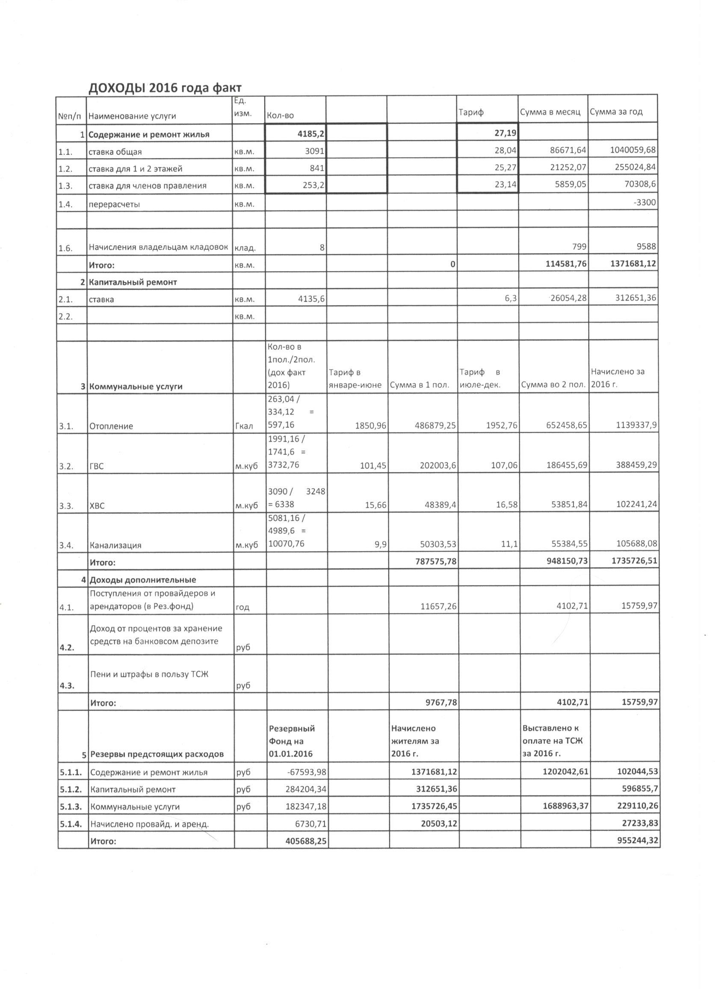 ДОХОДЫ 2016 года факт
№п/п Наименование услуги Ед. изм. Кол-во Тариф Сумма в месяц Сумма за год
1 Содержание и ремонт жилья 4185,2 27,19
1.1. ставка общая кв.м. 3091 28,04 86671,64 1040059,68
1.2. ставка для 1 и 2 этажей кв.м. 841 25,27 21252,07 255024,84
1.3. ставка для членов правления кв.м. 253,2 23,14 5859,05 70308,6
1.4. перерасчеты кв.м. -3300
1.6. Начисления владельцам кладовок клад. 8 799 9588
Итого: кв.м. 0 114581,76 1371681,12
2 Капитальный ремонт
2.1. ставка кв.м. 4135,6 6,3 26054,28 312651,36
2.2. кв.м.
3 Коммунальные услуги Кол-во в 1пол./2пол. (дох факт 2016) Тариф в январе-июне Сумма в 1 пол. Тариф в июле-дек. Сумма во 2 пол. Начислено за 2016 г.
3.1. Отопление Гкал 263,04 / 334,12 = 597,16 1850,96 486879,25 1952,76 652458,65 1139337,9
3.2. ГВС м.куб 1991,16 / 1741,6 = 3732,76 101,45 202003,6 107,06 186455,69 388459,29
3.3. ХВС м.куб 3090 / 3248 = 6338 15,66 48389,4 16,58 53851,84 102241,24
3.4. Канализация м.куб 5081,16 / 4989,6 = 10070,76 9,9 50303,53 11,1 55384,55 105688,08
Итого: 787575,78 948150,73 1735726,51
4 Доходы дополнительные
4.1. Поступления от провайдеров и арендаторов (в Рез.фонд) год 11657,26 4102,71 15759,97
4.2. Доход от процентов за хранение средств на банковсом депозите руб
4.3. Пени и штрафы в пользу ТСЖ руб
Итого: 9767,78 4102,71 15759,97
5 Резервы предстоящих расходов Резервный Фонд на 01.01.2016 Начислено жителям за 2016 г. Выставлено к оплате на ТСЖ за 2016 г.
5.1.1. Содержание и ремонт жилья руб -67593,98 1371681,12 1202042,61 102044,53
5.1.2. Капитальный ремонт руб 284204,34 312651,36 596855,7
5.1.3. Коммунальные услуги руб 182347,18 1735726,45 1688963,37 229110,26
5.1.4. Начислено провайд. и аренд. 6730,71 20503,12 27233,83
Итого: 405688,25 955244,32